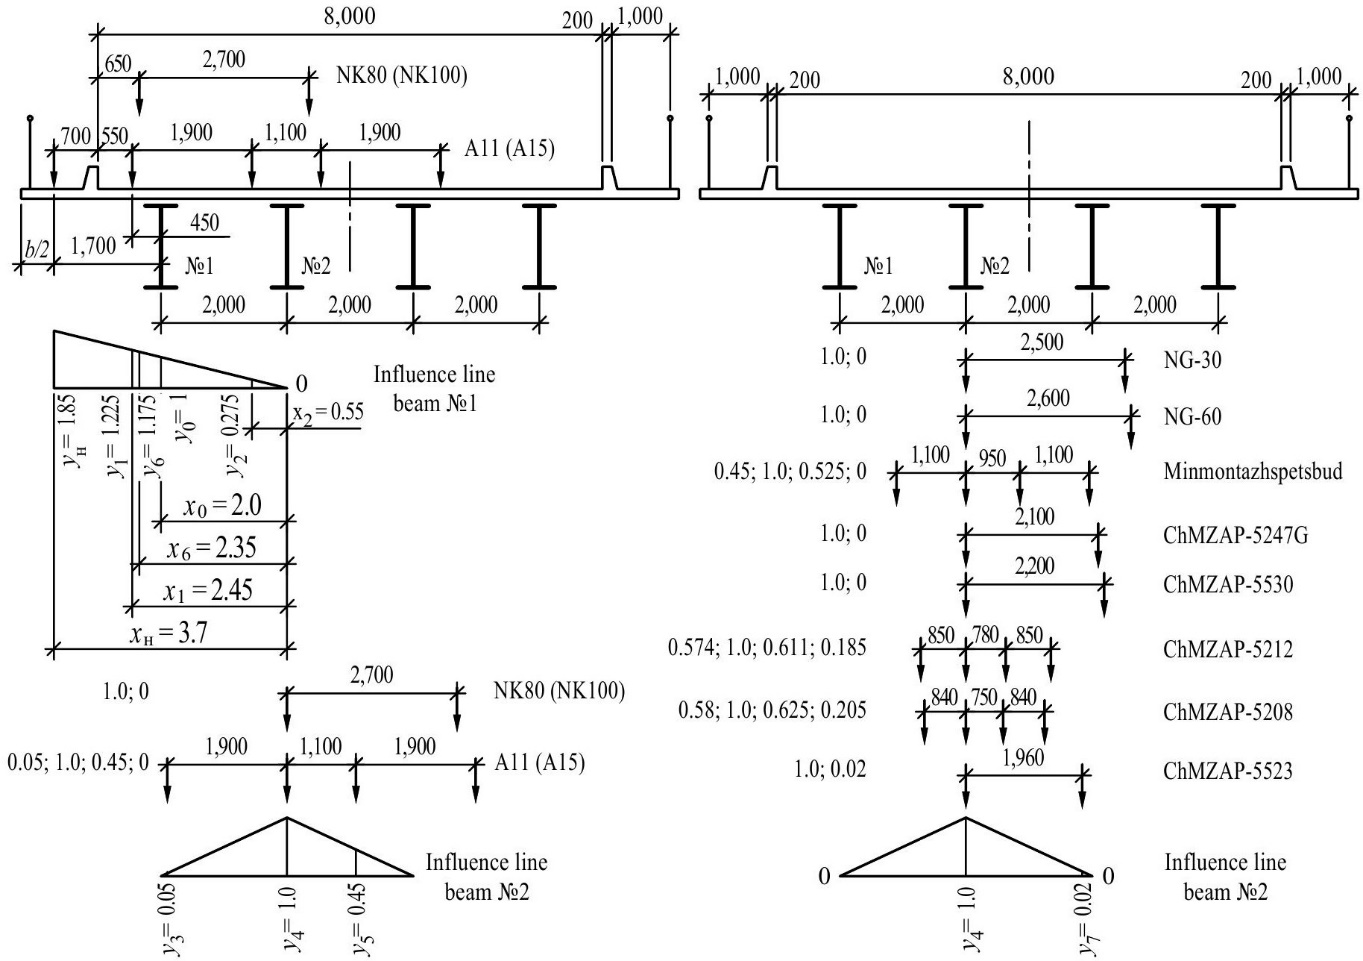 8,000
200
1,000
650
2,700
NK80 (NK100)
700
550
1,900
1,100
1,900
A11 (A15)
450
b/2
1,700
№1
№2
2,000
2,000
2,000
0
Influence line
beam №1
x2 = 0.55
yн = 1.85
y1 = 1.225
y6 = 1.175
y0 = 1
y2 = 0.275
x0 = 2.0
x6 = 2.35
x1 = 2.45
xн = 3.7
1.0; 0
2,700
NK80 (NK100)
0.05; 1.0; 0.45; 0
1,900
1,100
1,900
A11 (A15)
Influence line
beam №2
y3 = 0.05
y4 = 1.0
y5 = 0.45
1,000
200
8,000
200
1,000
№1
№2
2,000
2,000
2,000
1.0; 0
2,500
NG-30
1.0; 0
2,600
NG-60
0.45; 1.0; 0.525; 0
1,100
950
1,100
Minmontazhspetsbud
1.0; 0
2,100
ChMZAP-5247G
1.0; 0
2,200
ChMZAP-5530
0.574; 1.0; 0.611; 0.185
850
780
850
ChMZAP-5212
0.58; 1.0; 0.625; 0.205
840
750
840
ChMZAP-5208
1.0; 0.02
1,960
ChMZAP-5523
0
0
Influence line
beam №2
y4 = 1.0
y7 = 0.02